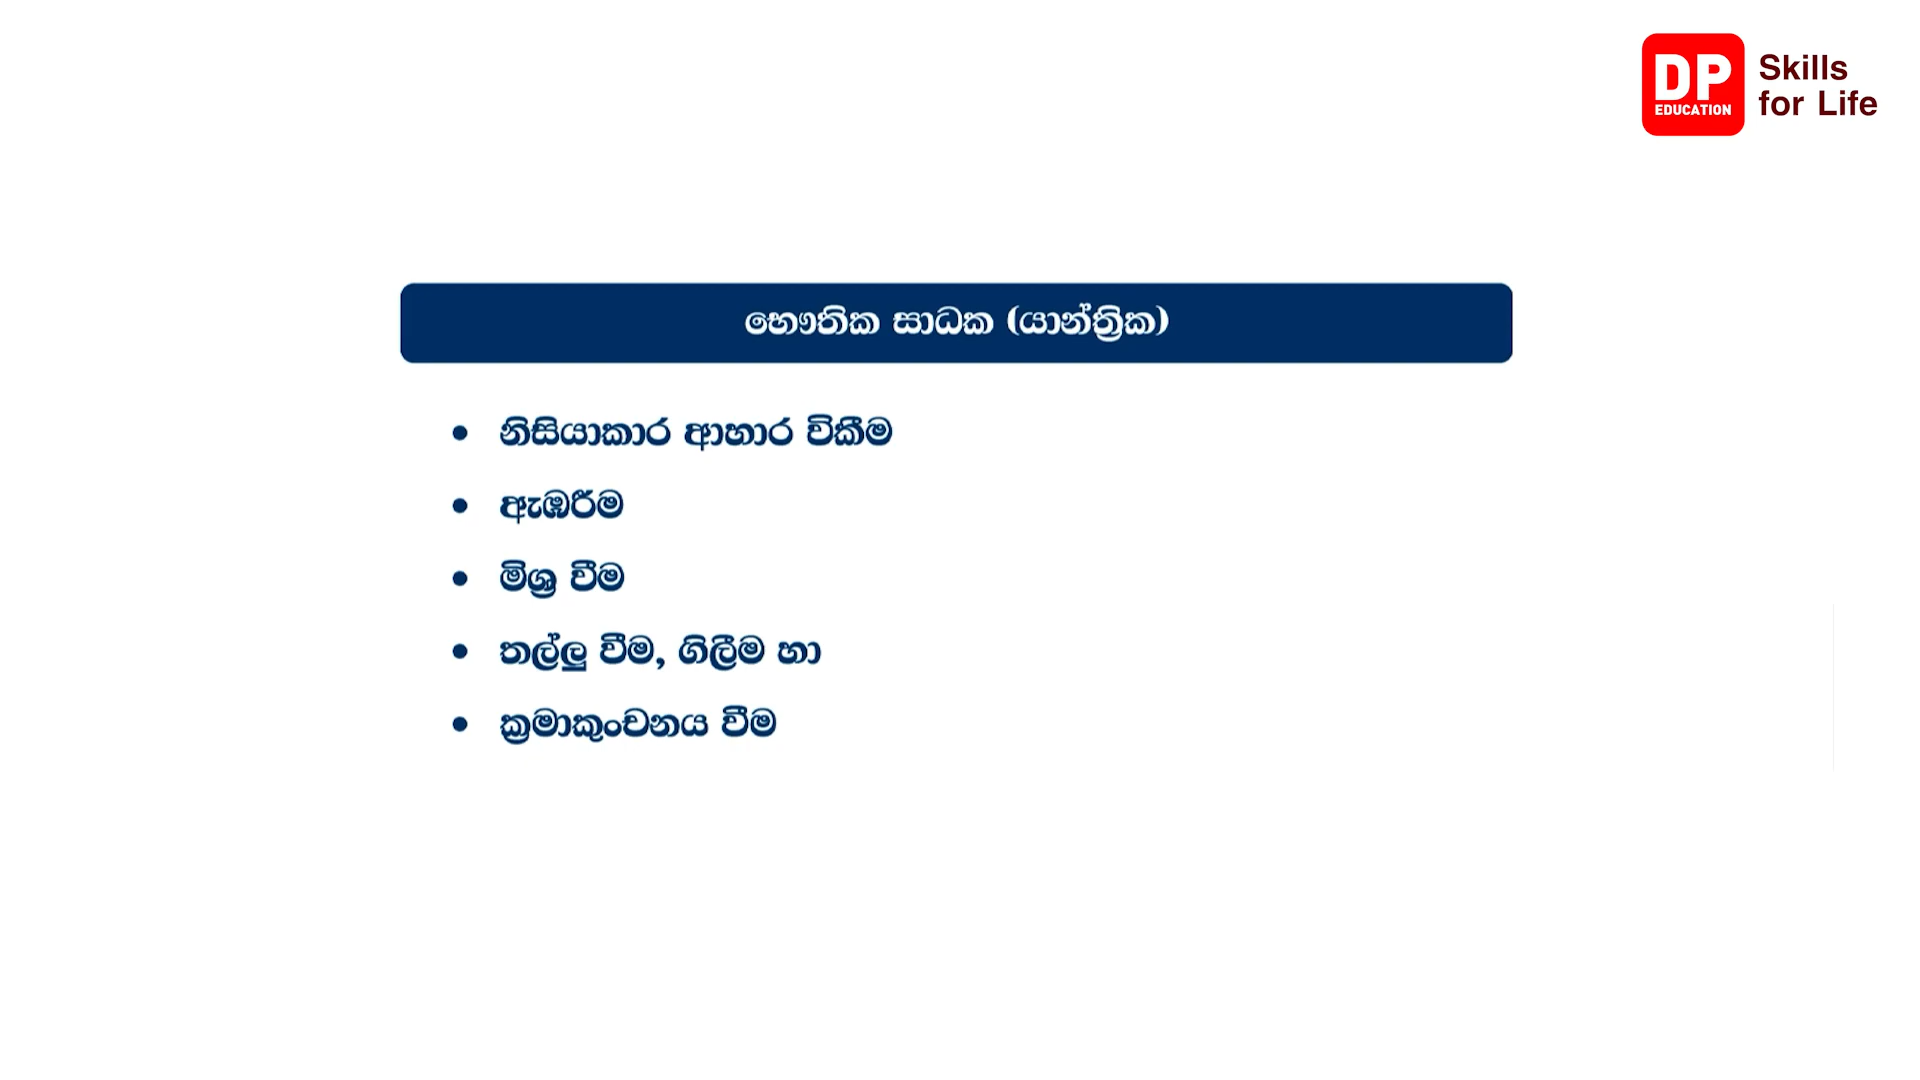 DP
EDUCATION
Skills
for Life
භෞතික සාධක (යාන්ත්‍රික)
• නිසියාකාර ආහාර විකීම
• ඇඹරීම
• මිශ්‍ර වීම
• තල්ලු වීම, ගිලීම හා
• ක්‍රමාකුංචනය වීම